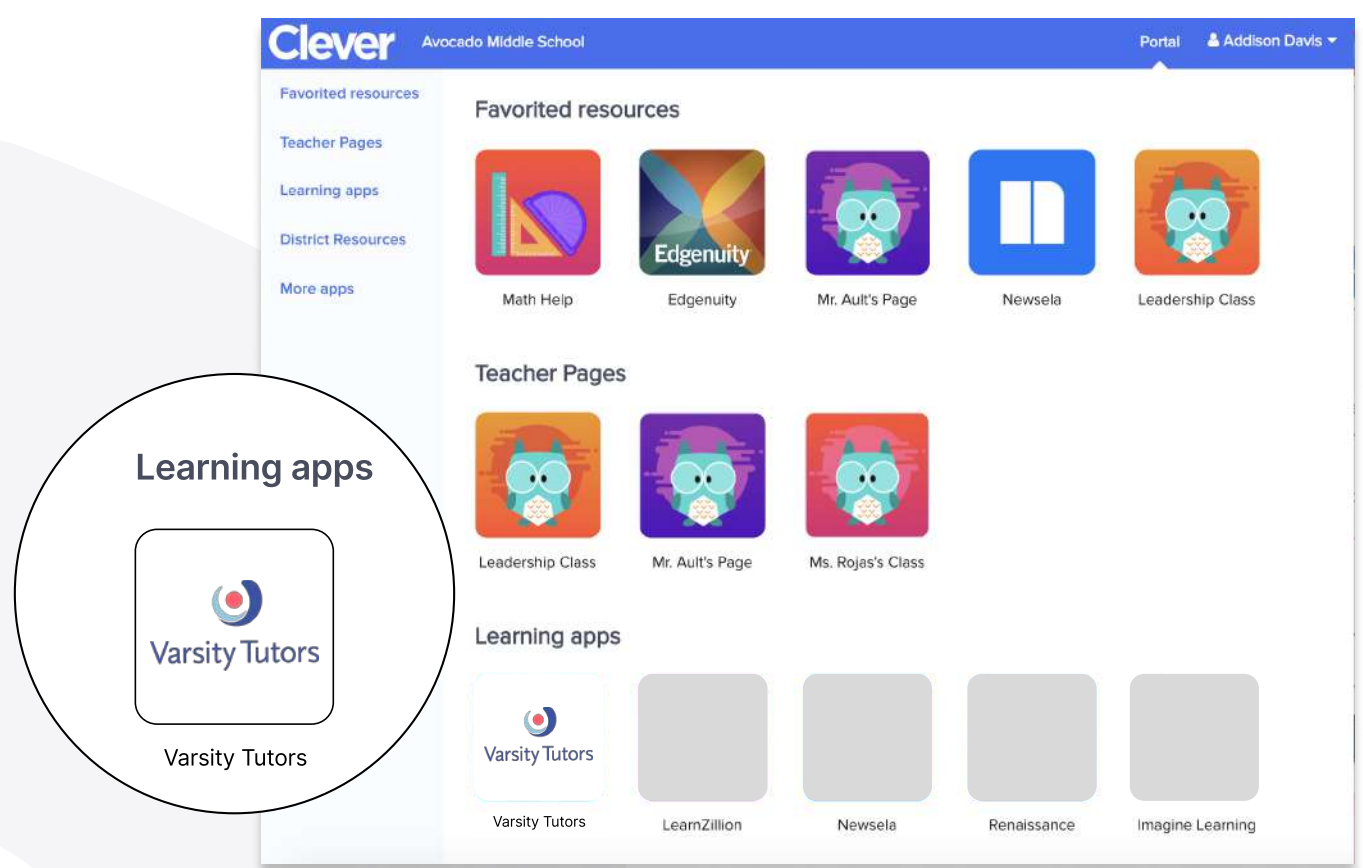 Clever
Avocado Middle School
Portal
Addison Davis
Favorited resources
Teacher Pages
Learning apps
District Resources
More apps
Favorited resources
Edgenuity
Math Help
Edgenuity
Mr. Ault's Page
Newsela
Leadership Class
Teacher Pages
Leadership Class
Mr. Ault's Page
Ms. Rojas's Class
Learning apps
Varsity Tutors
Varsity Tutors
LearnZillion
Newsela
Renaissance
Imagine Learning
Learning apps
Varsity Tutors
Varsity Tutors